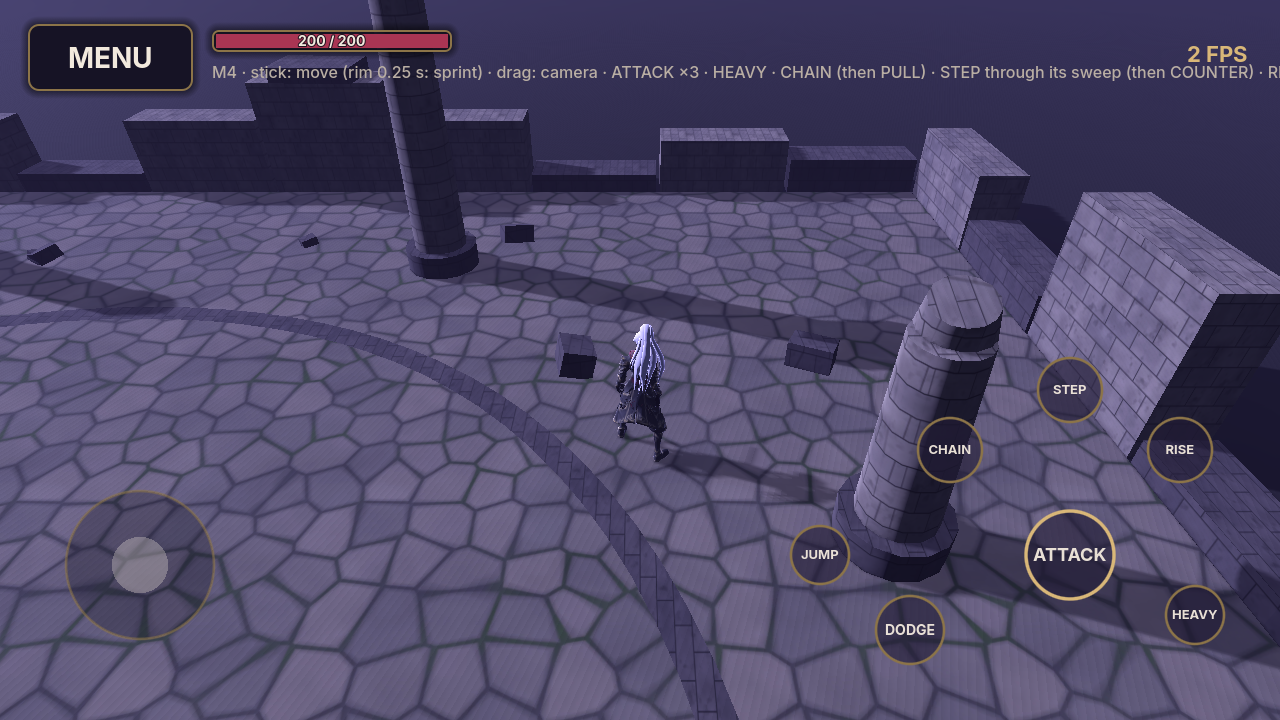 MENU
200 / 200
2 FPS
M4 · stick: move (rim 0.25 s: sprint) · drag: camera · ATTACK ×3 · HEAVY · CHAIN (then PULL) · STEP through its sweep (then COUNTER) ·
STEP
CHAIN
RISE
JUMP
ATTACK
DODGE
HEAVY